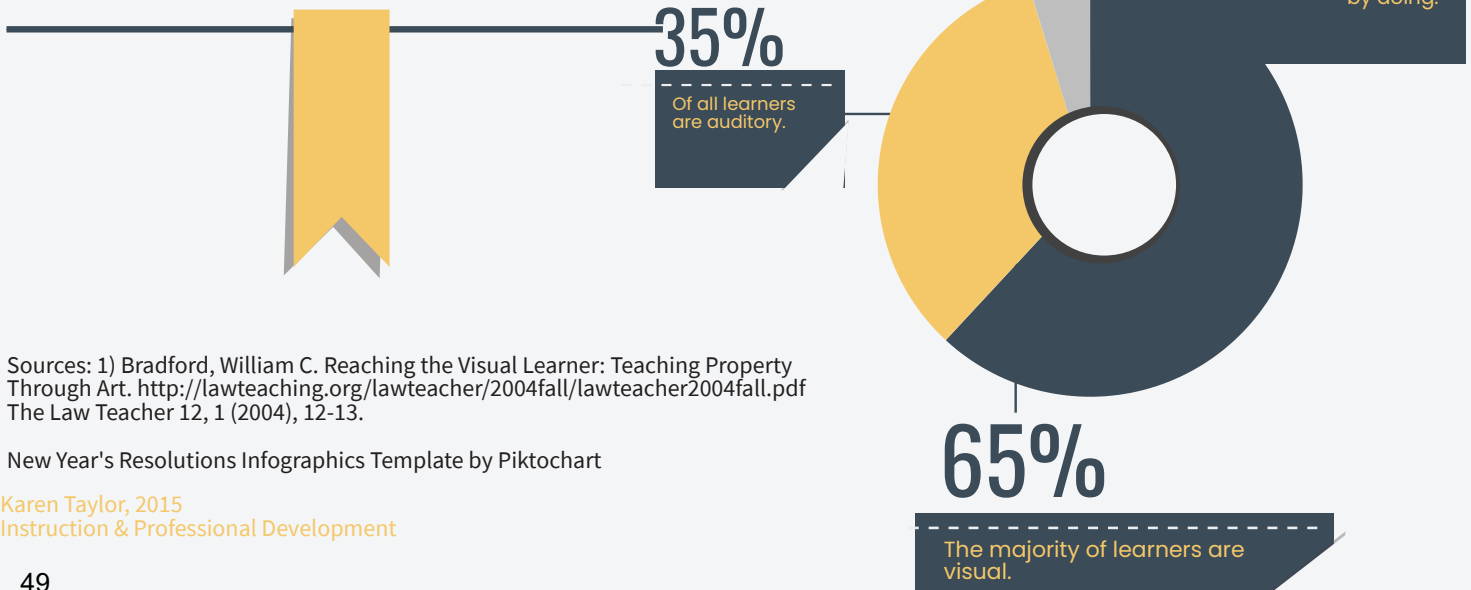 by doing.
35%
Of all learners
are auditory.
Sources: 1) Bradford, William C. Reaching the Visual Learner: Teaching Property
Through Art. http://lawteaching.org/lawteacher/2004fall/lawteacher2004fall.pdf
The Law Teacher 12, 1 (2004), 12-13.
New Year's Resolutions Infographics Template by Piktochart
Karen Taylor, 2015
Instruction & Professional Development
65%
The majority of learners are
visual.
49